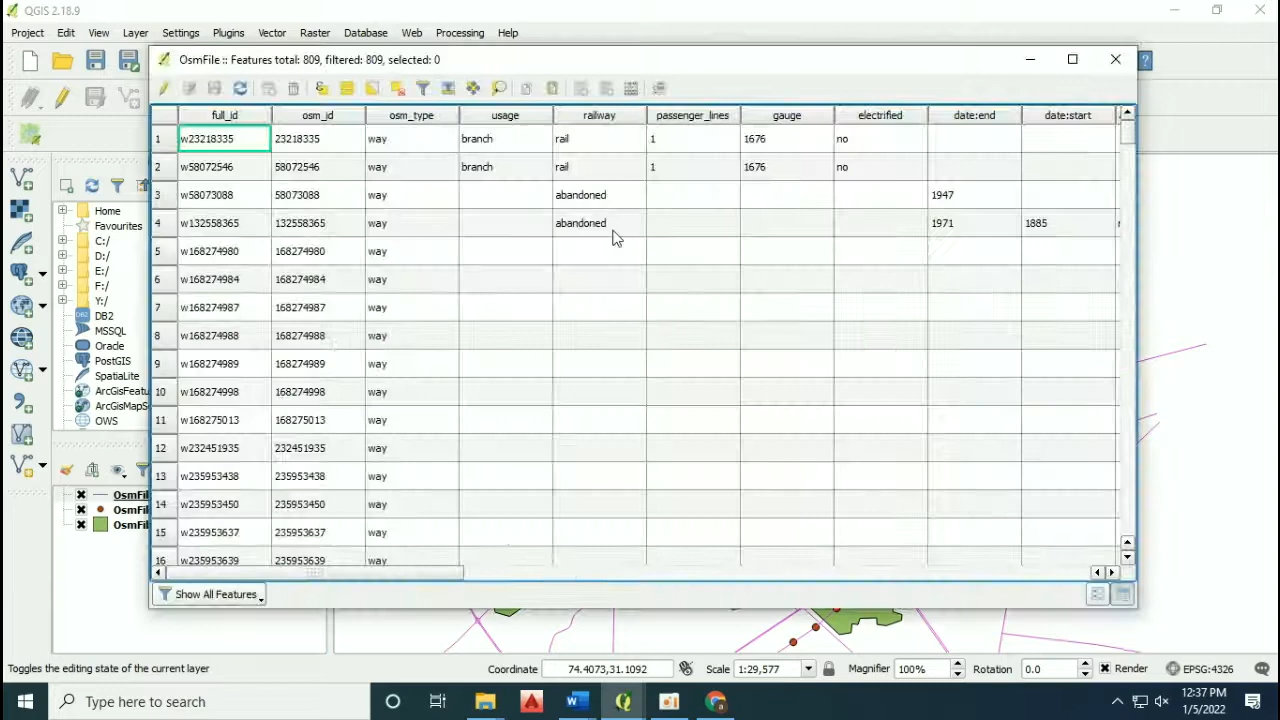 QGIS 2.18.9
Project Edit View Layer Settings Plugins Vector Raster Database Web Processing Help
OsmFile :: Features total: 809, filtered: 809, selected: 0
full_id osm_id osm_type usage railway passenger_lines gauge electrified date:end date:start
1 w23218335 23218335 way branch rail 1 1676 no
2 w58072546 58072546 way branch rail 1 1676 no
3 w58073088 58073088 way abandoned 1947
4 w132558365 132558365 way abandoned 1971 1885
5 w168274980 168274980 way
6 w168274984 168274984 way
7 w168274987 168274987 way
8 w168274988 168274988 way
9 w168274989 168274989 way
10 w168274998 168274998 way
11 w168275013 168275013 way
12 w232451935 232451935 way
13 w235953438 235953438 way
14 w235953450 235953450 way
15 w235953637 235953637 way
16 w235953639 235953639 way
Home
Favourites
C:/
D:/
E:/
F:/
Y:/
DB2
MSSQL
Oracle
PostGIS
SpatiaLite
ArcGisFeatu
ArcGisMapS
OWS
OsmFil
OsmFil
OsmFil
Show All Features
Toggles the editing state of the current layer Coordinate 74.4073,31.1092 Scale 1:29,577 Magnifier 100% Rotation 0.0 Render EPSG:4326
Type here to search
12:37 PM
1/5/2022